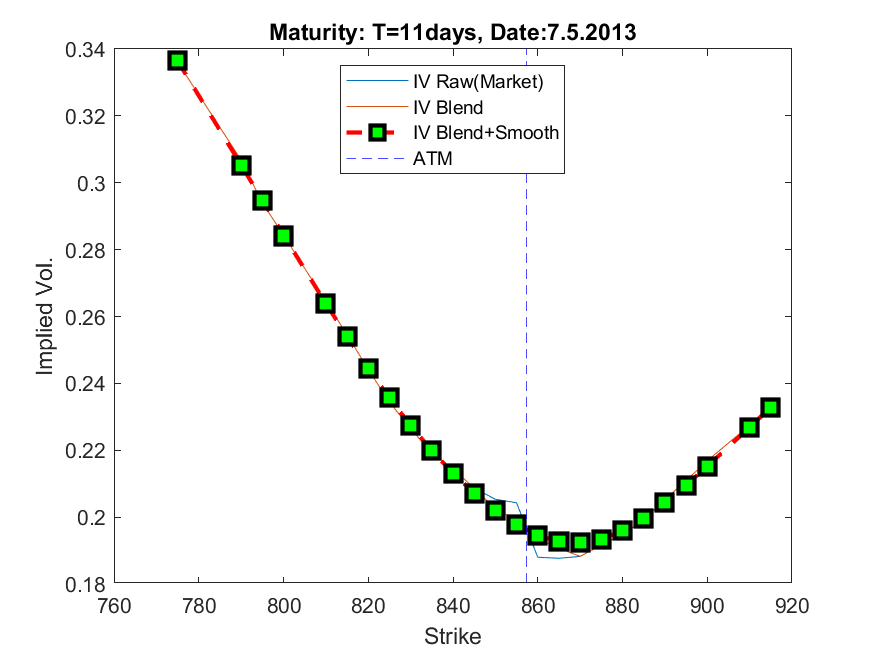 Maturity: T=11days, Date:7.5.2013
0.34
0.32
0.3
0.28
0.26
0.24
0.22
0.2
0.18
Implied Vol.
IV Raw(Market)
IV Blend
IV Blend+Smooth
ATM
760 780 800 820 840 860 880 900 920
Strike